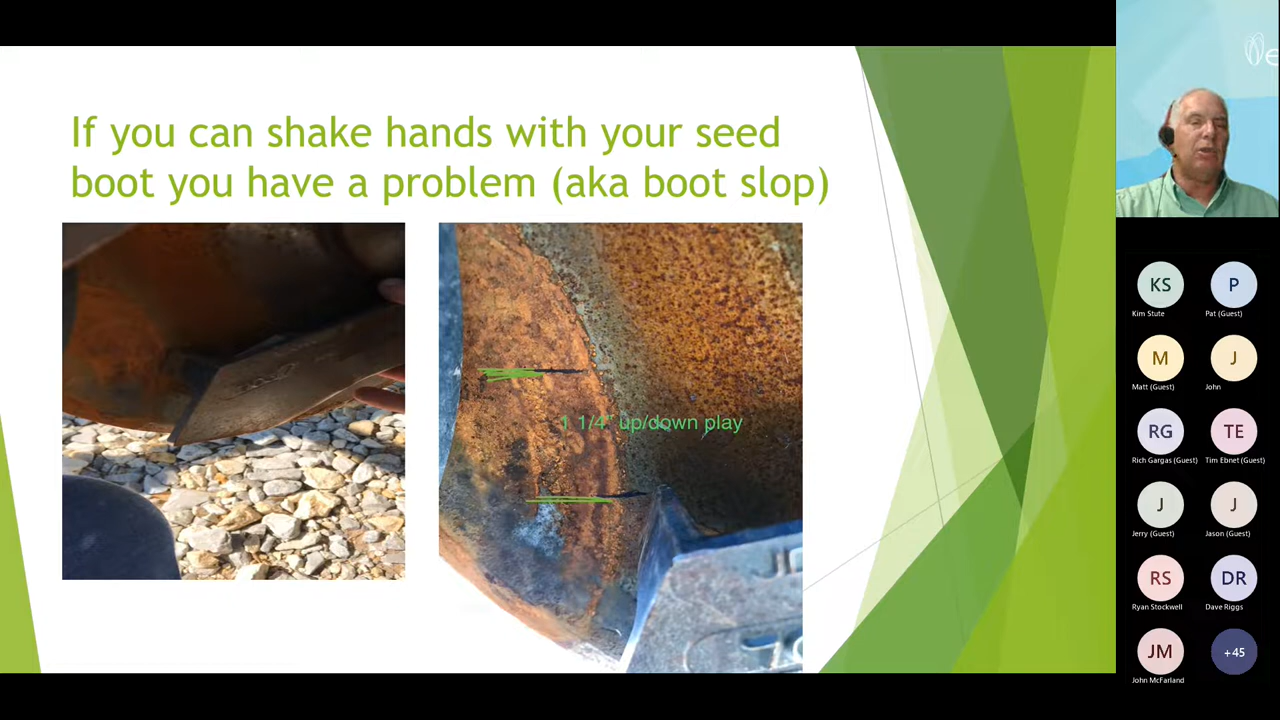 If you can shake hands with your seed
boot you have a problem (aka boot slop)
1 1/4" up/down play
KS
Kim Stute
P
Pat (Guest)
M
Matt (Guest)
J
John
RG
Rich Gargas (Guest)
TE
Tim Ebnet (Guest)
J
Jerry (Guest)
J
Jason (Guest)
RS
Ryan Stockwell
DR
Dave Riggs
JM
John McFarland
+45